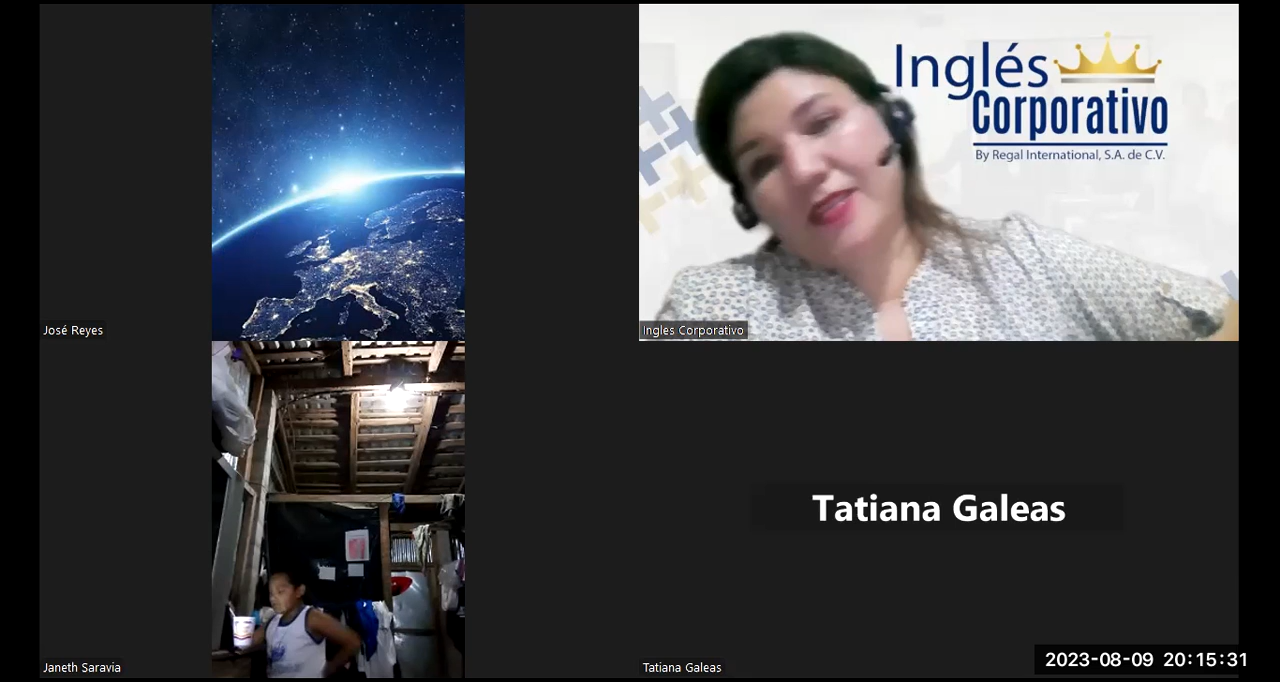 Inglés
Corporativo
By Regal International, S.A. de C.V.
José Reyes
Ingles Corporativo
Tatiana Galeas
Janeth Saravia
Tatiana Galeas
2023-08-09 20:15:31